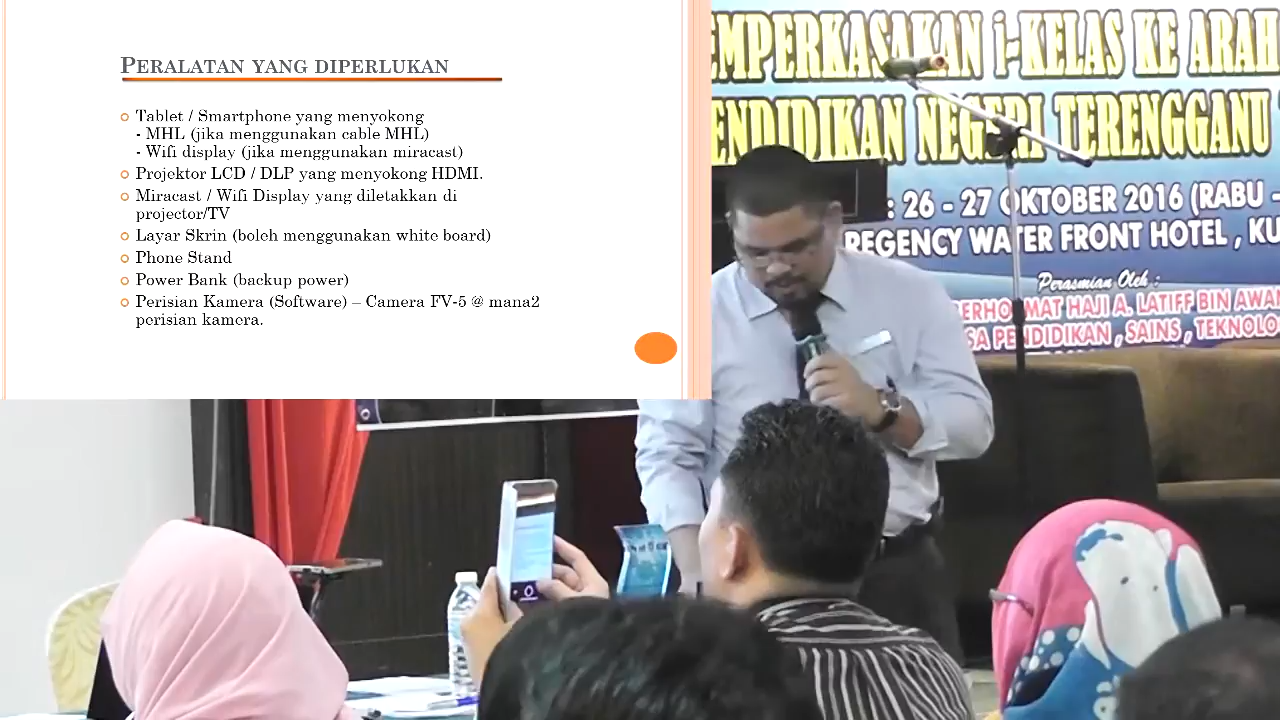 PERALATAN YANG DIPERLUKAN
Tablet / Smartphone yang menyokong
- MHL (jika menggunakan cable MHL)
- Wifi display (jika menggunakan miracast)
Projektor LCD / DLP yang menyokong HDMI.
Miracast / Wifi Display yang diletakkan di
projector/TV
Layar Skrin (boleh menggunakan white board)
Phone Stand
Power Bank (backup power)
Perisian Kamera (Software) – Camera FV-5 @ mana2
perisian kamera.
EMPERKASAKAN i-KELAS KE ARAH
ENDIDIKAN NEGERI TERENGGANU
: 26 - 27 OKTOBER 2016 (RABU -
REGENCY WATER FRONT HOTEL , KU
Perasmian Oleh :
HAJI A. LATIFF BIN AWAN
SA PENDIDIKAN , SAINS , TEKNOLO